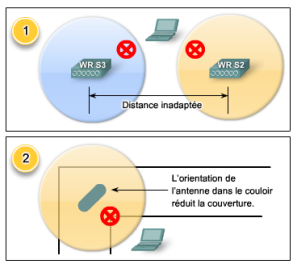 1
WR S3
WR S2
Distance inadaptée
2
L'orientation de
l'antenne dans le couloir
réduit la couverture.